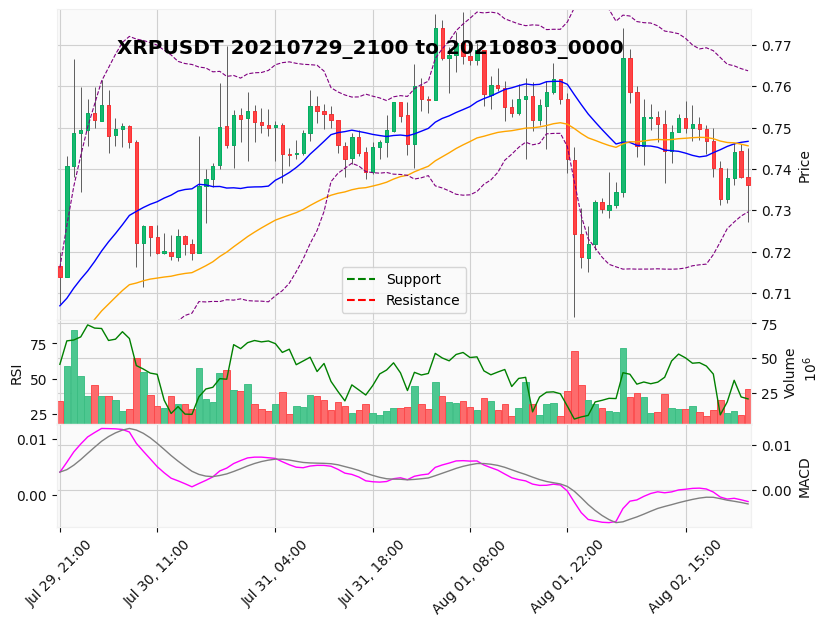 XRPUSDT 20210729_2100 to 20210803_0000
0.77
0.76
0.75
0.74
0.73
0.72
0.71
Price
Support
Resistance
75
50
25
RSI
75
50
25
Volume
10^6
0.01
0.00
0.01
0.00
MACD
Jul 29, 21:00
Jul 30, 11:00
Jul 31, 04:00
Jul 31, 18:00
Aug 01, 08:00
Aug 01, 22:00
Aug 02, 15:00